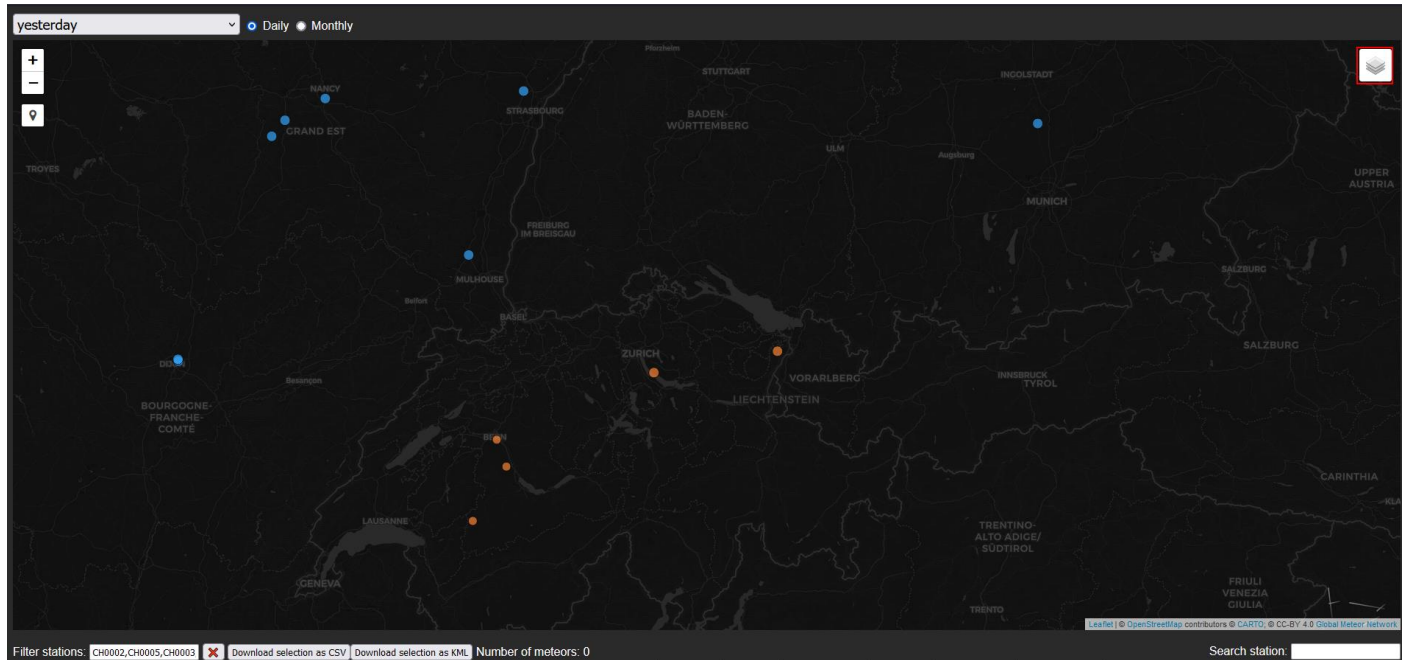 yesterday Daily Monthly
+
−
Pforzheim
STUTTGART
INGOLSTADT
NANCY
STRASBOURG
BADEN-
WÜRTTEMBERG
GRAND EST
ULM
Augsburg
TROYES
UPPER
AUSTRIA
MUNICH
FREIBURG
IM BREISGAU
SALZBURG
MULHOUSE
Belfort
BASEL
ZURICH
SALZBURG
DIJON
Besançon
VORARLBERG
INNSBRUCK
TYROL
LIECHTENSTEIN
BOURGOGNE-
FRANCHE-
COMTÉ
BERN
CARINTHIA
KLA
LAUSANNE
TRENTINO-
ALTO ADIGE/
SÜDTIROL
GENEVA
FRIULI
VENEZIA
GIULIA
TRENTO
Leaflet | © OpenStreetMap contributors © CARTO; © CC-BY 4.0 Global Meteor Network
Filter stations: CH0002,CH0005,CH0003 Download selection as CSV Download selection as KML Number of meteors: 0 Search station: